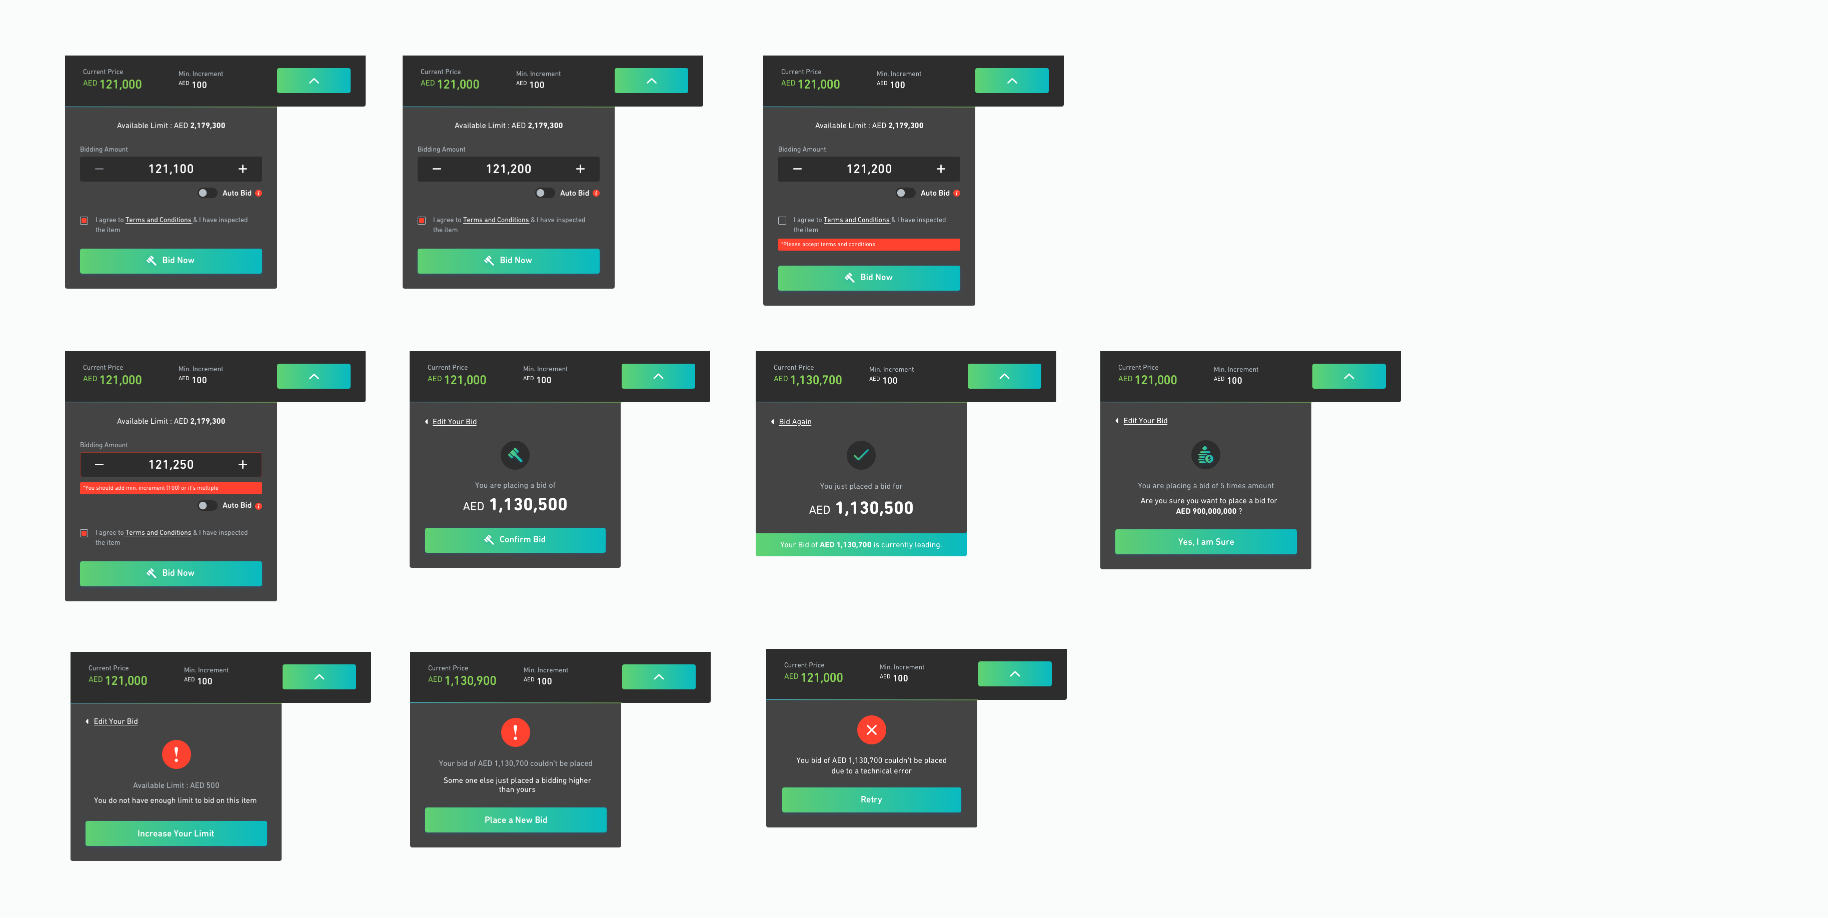 Current Price
AED 121,000
Min. Increment
AED 100
Available Limit : AED 2,179,300
Bidding Amount
121,100
Auto Bid
I agree to Terms and Conditions & I have inspected
the item
Bid Now
Current Price
AED 121,000
Min. Increment
AED 100
Available Limit : AED 2,179,300
Bidding Amount
121,200
Auto Bid
I agree to Terms and Conditions & I have inspected
the item
Bid Now
Current Price
AED 121,000
Min. Increment
AED 100
Available Limit : AED 2,179,300
Bidding Amount
121,200
Auto Bid
I agree to Terms and Conditions & I have inspected
the item
*Please accept terms and conditions
Bid Now
Current Price
AED 121,000
Min. Increment
AED 100
Available Limit : AED 2,179,300
Bidding Amount
121,250
*You should add min. increment (100) or it's multiple
Auto Bid
I agree to Terms and Conditions & I have inspected
the item
Bid Now
Current Price
AED 121,000
Min. Increment
AED 100
Edit Your Bid
You are placing a bid of
AED 1,130,500
Confirm Bid
Current Price
AED 1,130,700
Min. Increment
AED 100
Bid Again
You just placed a bid for
AED 1,130,500
Your Bid of AED 1,130,700 is currently leading.
Current Price
AED 121,000
Min. Increment
AED 100
Edit Your Bid
You are placing a bid of 5 times amount
Are you sure you want to place a bid for
AED 900,000,000 ?
Yes, I am Sure
Current Price
AED 121,000
Min. Increment
AED 100
Edit Your Bid
Available Limit : AED 500
You do not have enough limit to bid on this item
Increase Your Limit
Current Price
AED 1,130,900
Min. Increment
AED 100
Your bid of AED 1,130,700 couldn't be placed
Some one else just placed a bidding higher
than yours
Place a New Bid
Current Price
AED 121,000
Min. Increment
AED 100
You bid of AED 1,130,700 couldn't be placed
due to a technical error
Retry